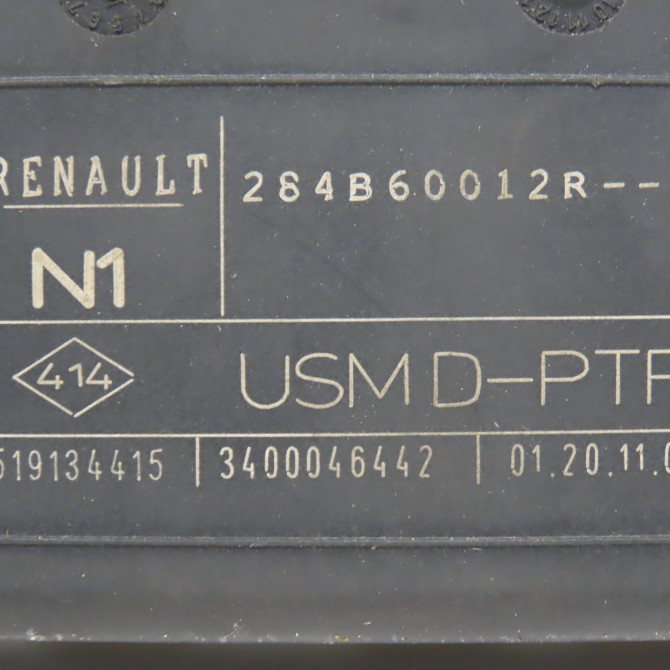 RENAULT
284B60012R--
N1
414
USM D-PTF
519134415
3400046442
01.20.11.0